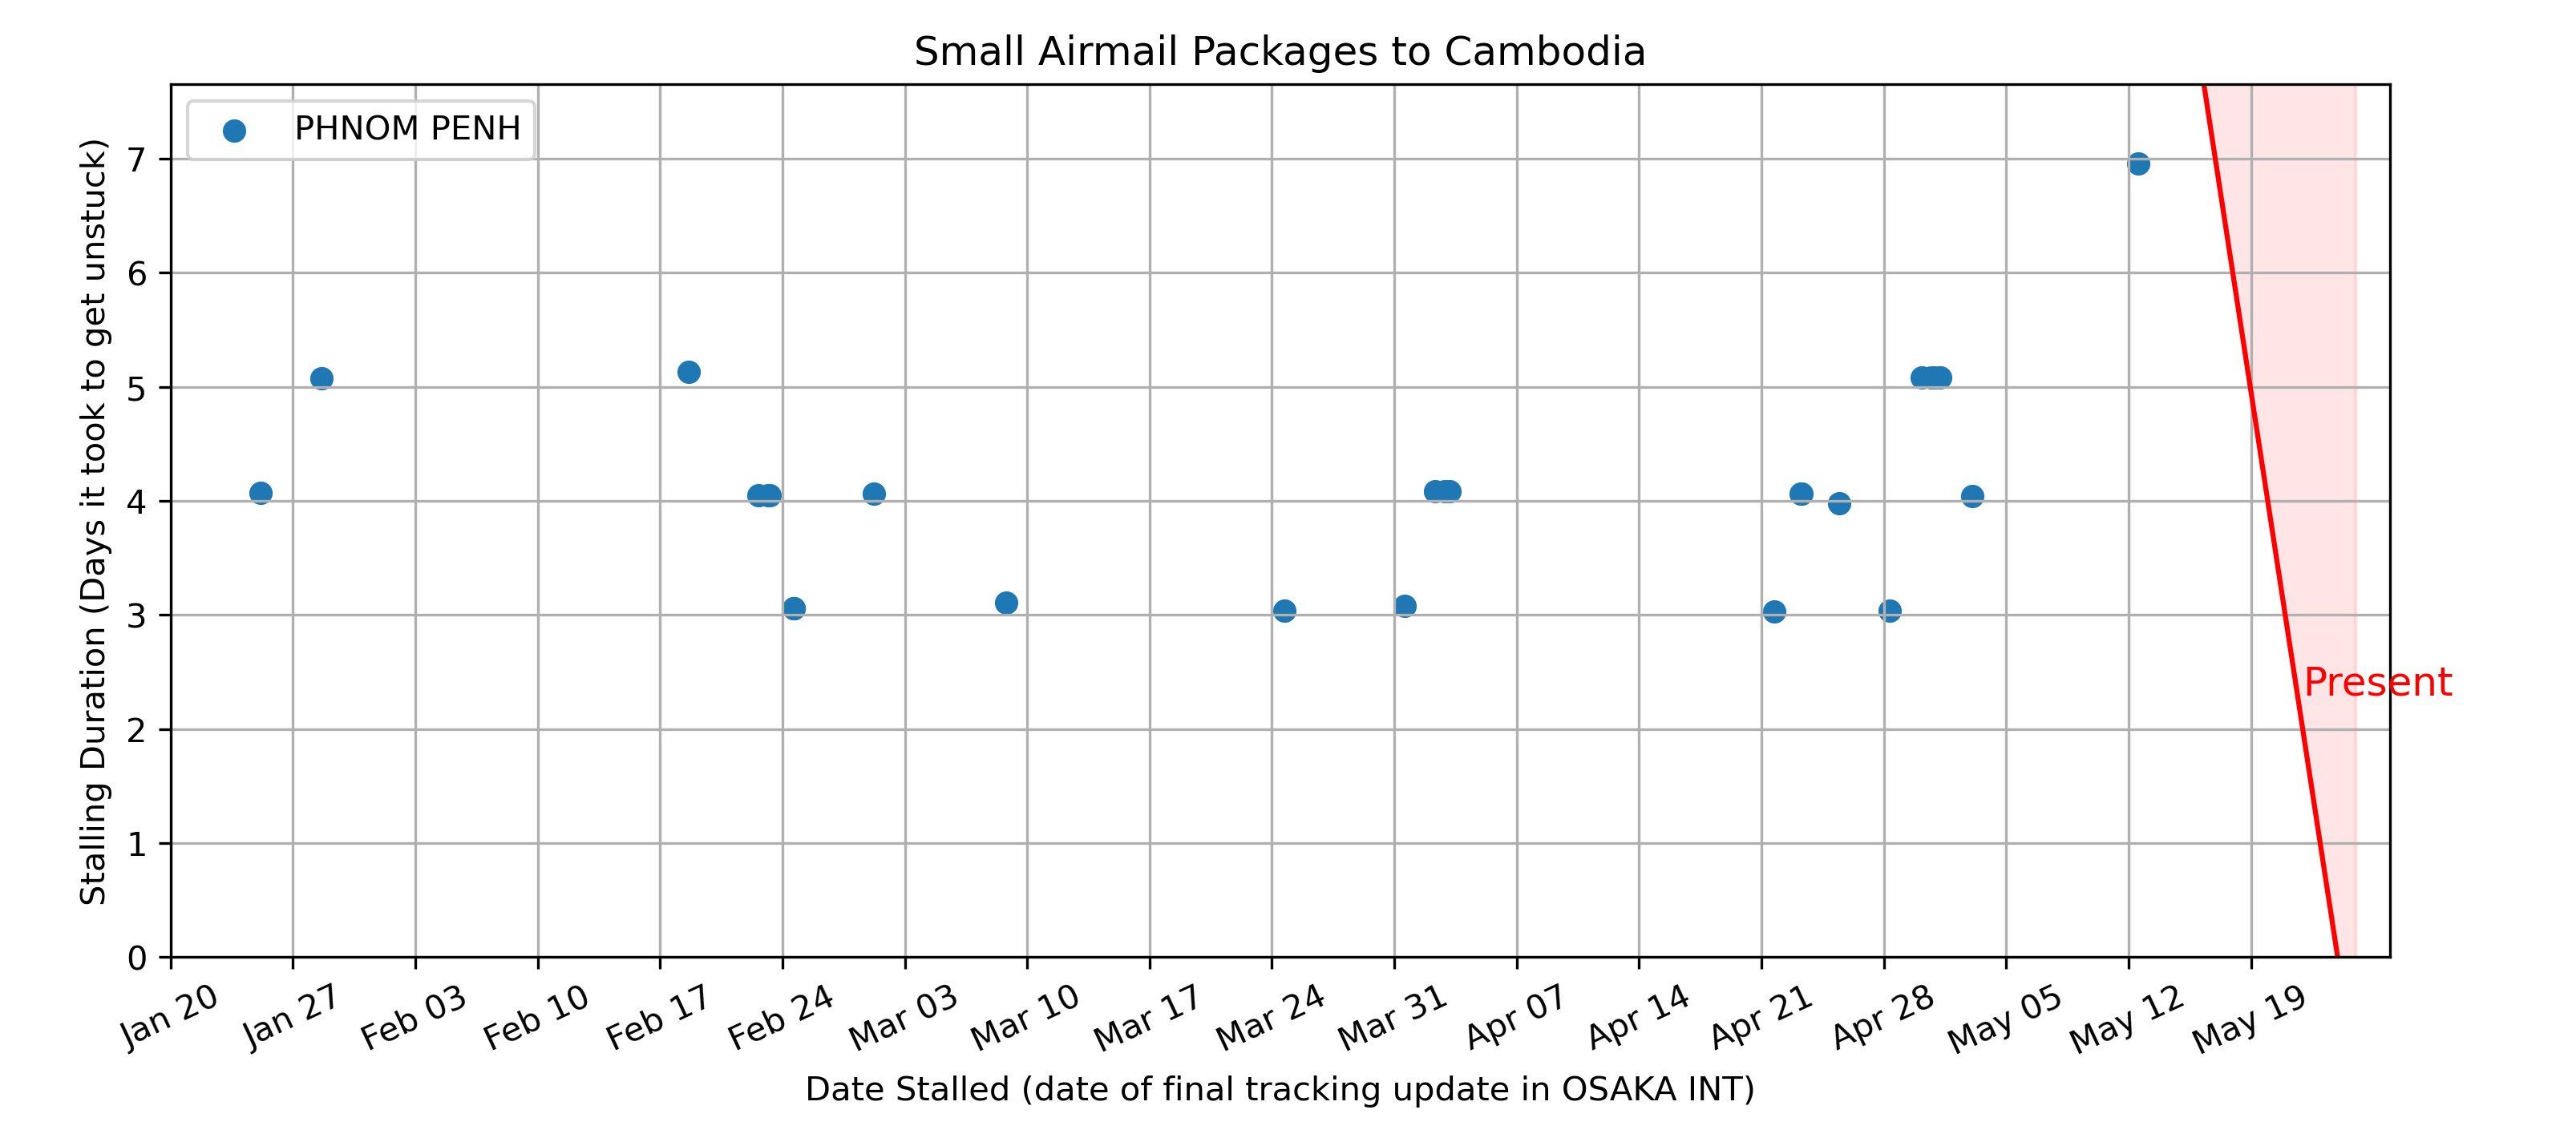 Small Airmail Packages to Cambodia
PHNOM PENH
Stalling Duration (Days it took to get unstuck)
7
6
5
4
3
2
1
0
Present
Jan 20
Jan 27
Feb 03
Feb 10
Feb 17
Feb 24
Mar 03
Mar 10
Mar 17
Mar 24
Mar 31
Apr 07
Apr 14
Apr 21
Apr 28
May 05
May 12
May 19
Date Stalled (date of final tracking update in OSAKA INT)